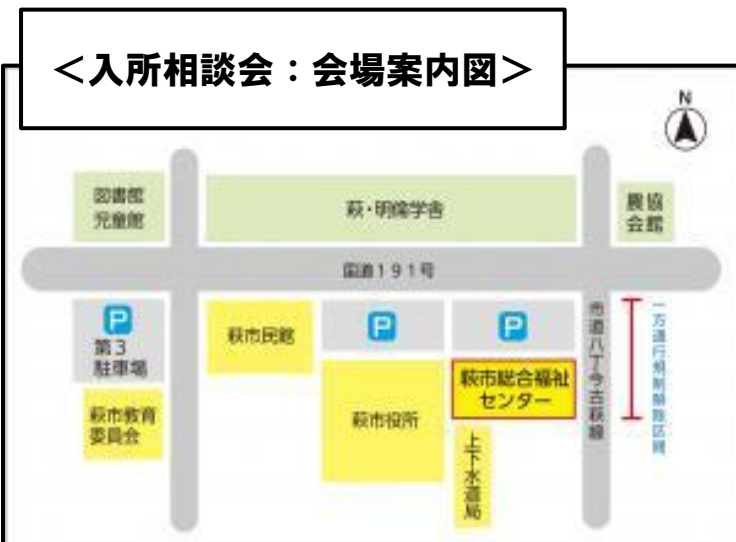 ＜入所相談会：会場案内図＞
N
図書館
児童館
萩・明倫学舎
農協
会館
国道１９１号
P
第３
駐車場
萩市民館
P
P
萩市教育
委員会
萩市役所
萩市総合福祉
センター
上下水道局
市道八丁今古萩線
一方通行規制解除区間